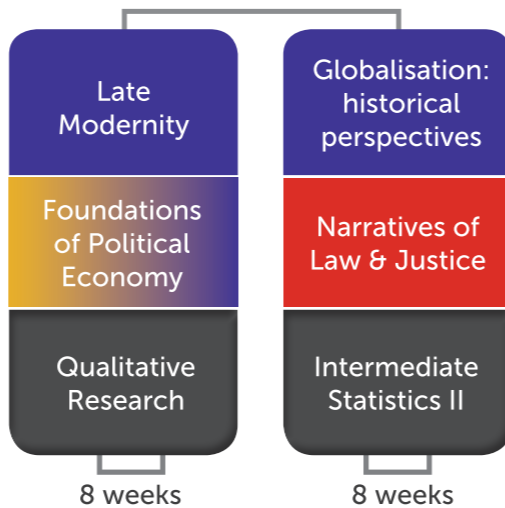 Late
Modernity
Foundations
of Political
Economy
Qualitative
Research
8 weeks
Globalisation:
historical
perspectives
Narratives of
Law & Justice
Intermediate
Statistics II
8 weeks